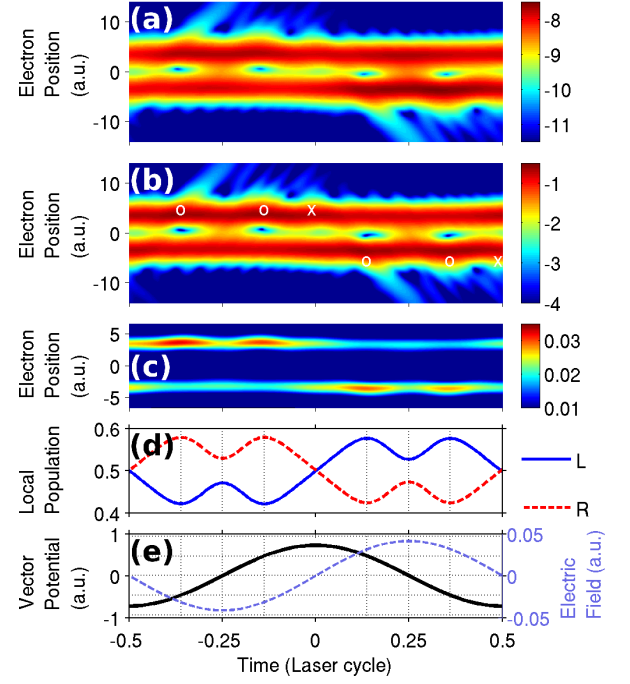 (a)
Electron
Position
(a.u.)
10
0
-10
-8
-9
-10
-11
(b)
Electron
Position
(a.u.)
10
0
-10
o
o
x
o
o
x
-1
-2
-3
-4
(c)
Electron
Position
(a.u.)
5
0
-5
0.03
0.02
0.01
(d)
Local
Population
0.6
0.5
0.4
L
R
(e)
Vector
Potential
(a.u.)
1
0
-1
0.05
0
-0.05
Electric
Field (a.u.)
-0.5
-0.25
0
0.25
0.5
Time (Laser cycle)